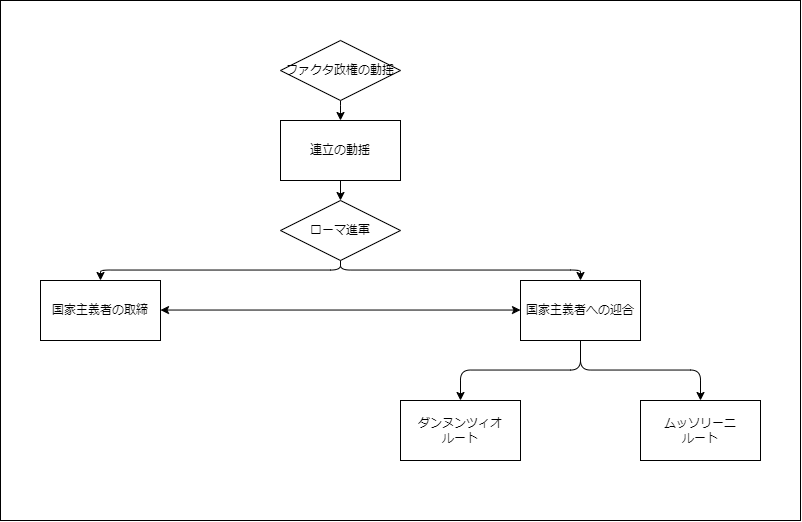 ファクタ政権の動揺
連立の動揺
ローマ進軍
国家主義者の取締
国家主義者への迎合
ダンヌンツィオ
ルート
ムッソリーニ
ルート